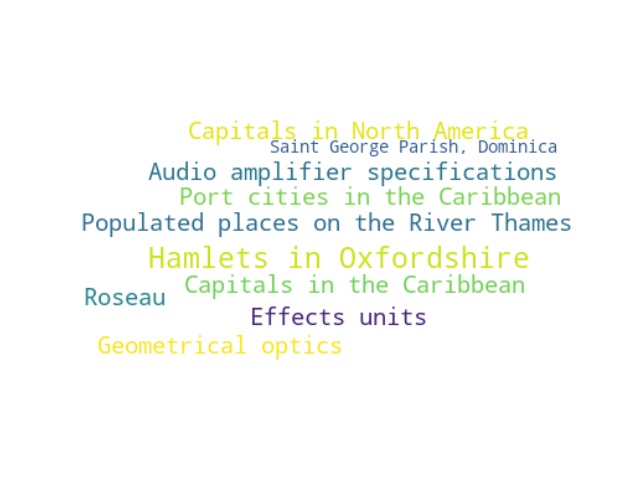 Capitals in North America
Saint George Parish, Dominica
Audio amplifier specifications
Port cities in the Caribbean
Populated places on the River Thames
Hamlets in Oxfordshire
Capitals in the Caribbean
Roseau
Effects units
Geometrical optics